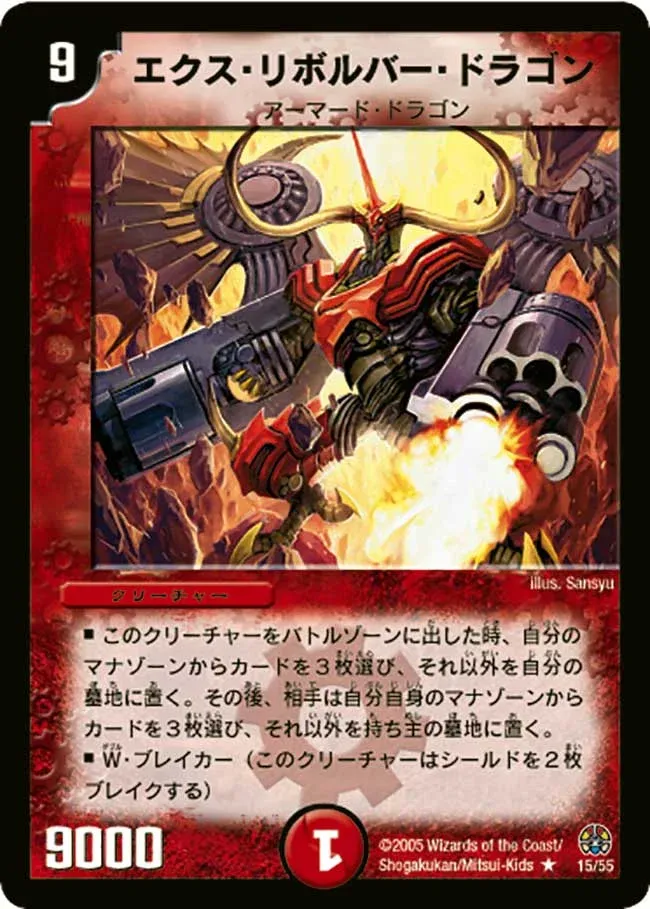 9
エクス・リボルバー・ドラゴン
アーマード・ドラゴン
illus. Sansyu
クリーチャー
■ このクリーチャーをバトルゾーンに出した時、自分の
マナゾーンからカードを3枚選び、それ以外を自分の
墓地に置く。その後、相手は自分自身のマナゾーンから
カードを3枚選び、それ以外を持ち主の墓地に置く。
■ W・ブレイカー（このクリーチャーはシールドを2枚
ブレイクする）
9000
1
©2005 Wizards of the Coast/
Shogakukan/Mitsui-Kids ★ 15/55